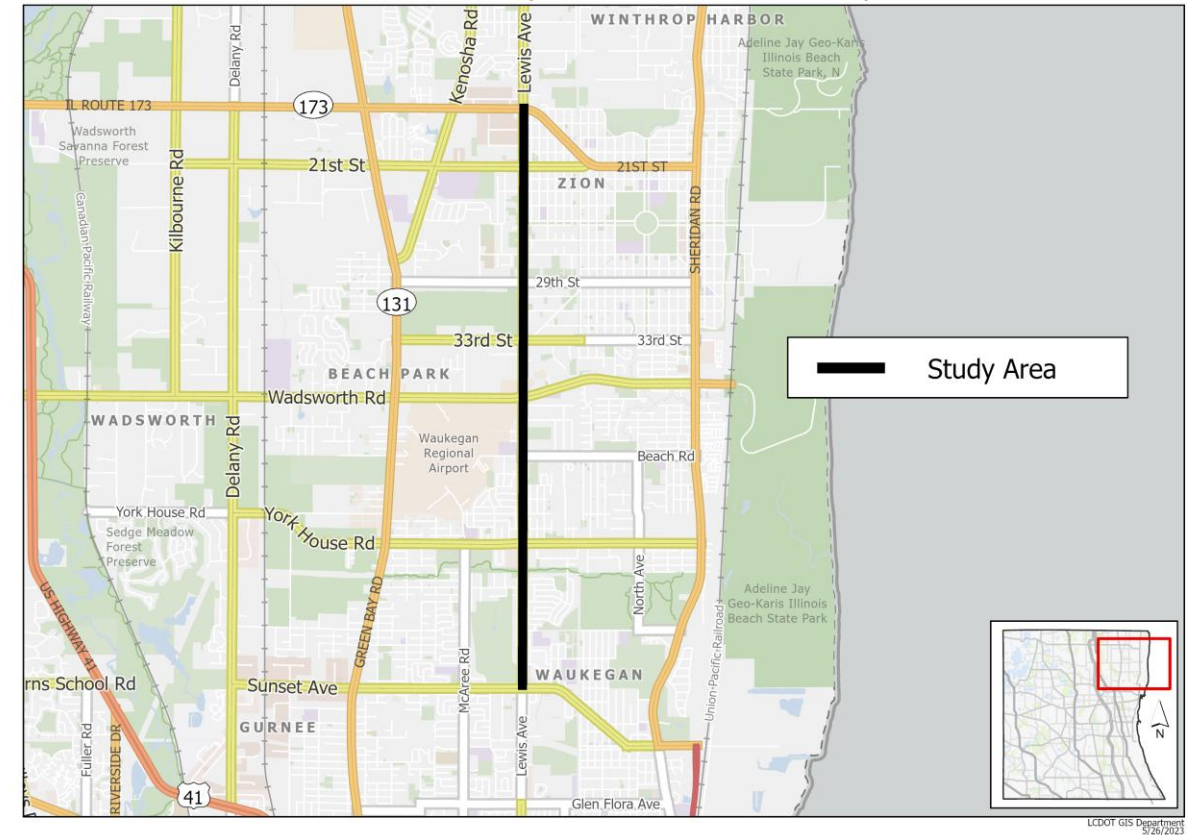 WINTHROP HARBOR
Delany Rd
Kenosha Rd
Lewis Ave
Adeline Jay Geo-Karis
Illinois Beach
State Park, N
IL ROUTE 173
173
Wadsworth
Savanna Forest
Preserve
Kilbourne Rd
21st St
21ST ST
ZION
Canadian Pacific Railway
SHERIDAN RD
29th St
131
33rd St
33rd St
BEACH PARK
Study Area
Wadsworth Rd
WADSWORTH
Delany Rd
Waukegan
Regional
Airport
Beach Rd
York House Rd
York House Rd
Sedge Meadow
Forest
Preserve
North Ave
Adeline Jay
Geo-Karis Illinois
Beach State Park
US HIGHWAY 41
GREEN BAY RD
Union Pacific Railroad
McAree Rd
WAUKEGAN
rns School Rd
Sunset Ave
GURNEE
Lewis Ave
Fuller Rd
RIVERSIDE DR
41
Glen Flora Ave
N
LCDOT GIS Department
5/26/2023